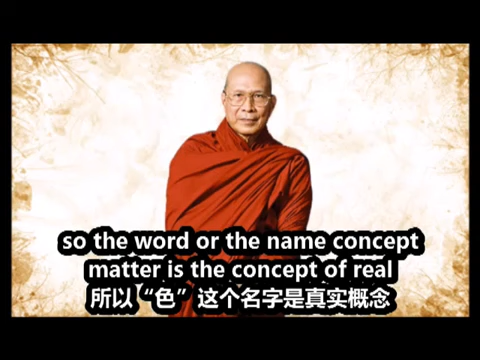 so the word or the name concept
matter is the concept of real
所以“色”这个名字是真实概念